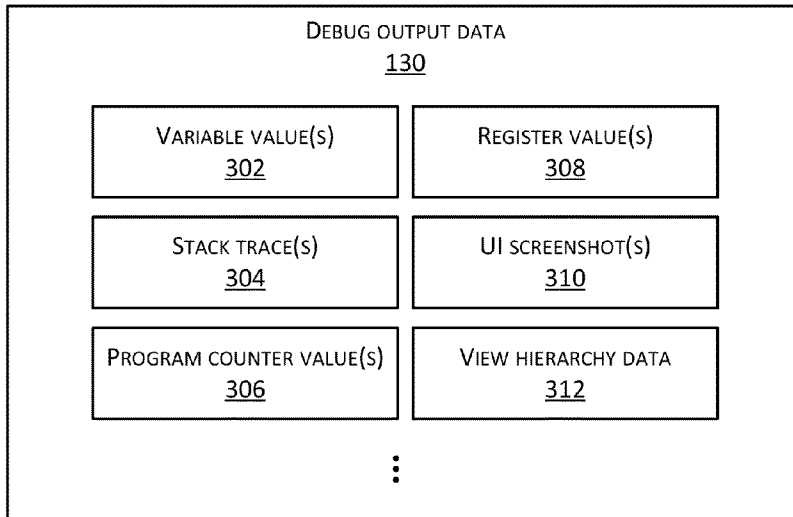 DEBUG OUTPUT DATA
130
VARIABLE VALUE(S)
302
REGISTER VALUE(S)
308
STACK TRACE(S)
304
UI SCREENSHOT(S)
310
PROGRAM COUNTER VALUE(S)
306
VIEW HIERARCHY DATA
312